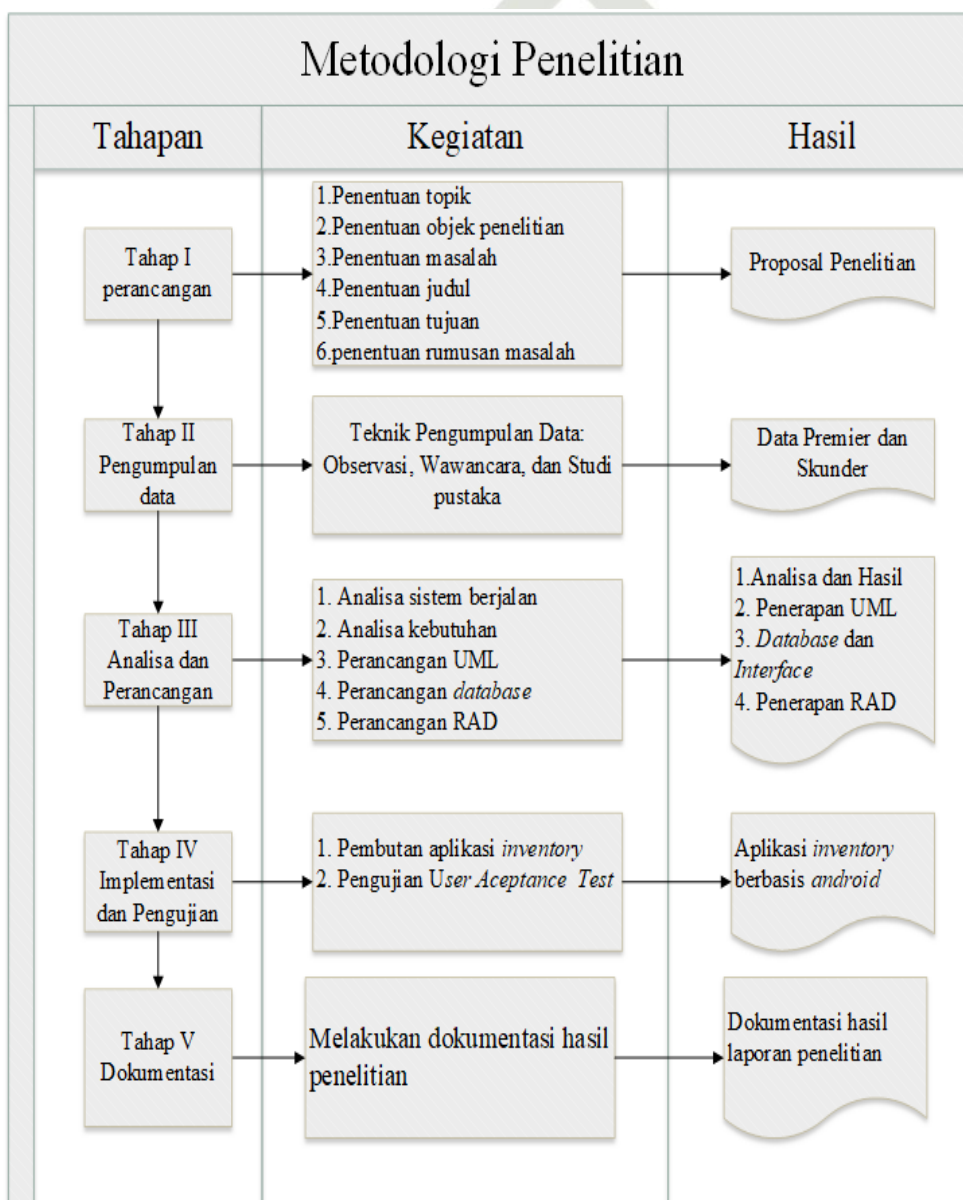 Metodologi Penelitian
Tahapan
Kegiatan
Hasil
Tahap I
perancangan
1.Penentuan topik
2.Penentuan objek penelitian
3.Penentuan masalah
4.Penentuan judul
5.Penentuan tujuan
6.penentuan rumusan masalah
Proposal Penelitian
Tahap II
Pengumpulan
data
Teknik Pengumpulan Data:
Observasi, Wawancara, dan Studi
pustaka
Data Premier dan
Skunder
Tahap III
Analisa dan
Perancangan
1. Analisa sistem berjalan
2. Analisa kebutuhan
3. Perancangan UML
4. Perancangan database
5. Perancangan RAD
1.Analisa dan Hasil
2. Penerapan UML
3. Database dan
Interface
4. Penerapan RAD
Tahap IV
Implementasi
dan Pengujian
1. Pembutan aplikasi inventory
2. Pengujian User Aceptance Test
Aplikasi inventory
berbasis android
Tahap V
Dokumentasi
Melakukan dokumentasi hasil
penelitian
Dokumentasi hasil
laporan penelitian